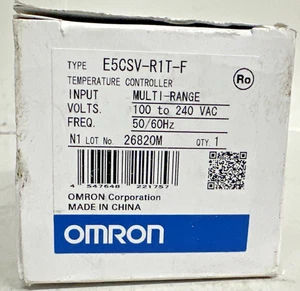 TYPE E5CSV-R1T-F
TEMPERATURE CONTROLLER
Ro
INPUT MULTI-RANGE
VOLTS. 100 to 240 VAC
FREQ. 50/60Hz
N1 LOT No. 26820M QTY 1
4 547648 221757
OMRON Corporation
MADE IN CHINA
OMRON